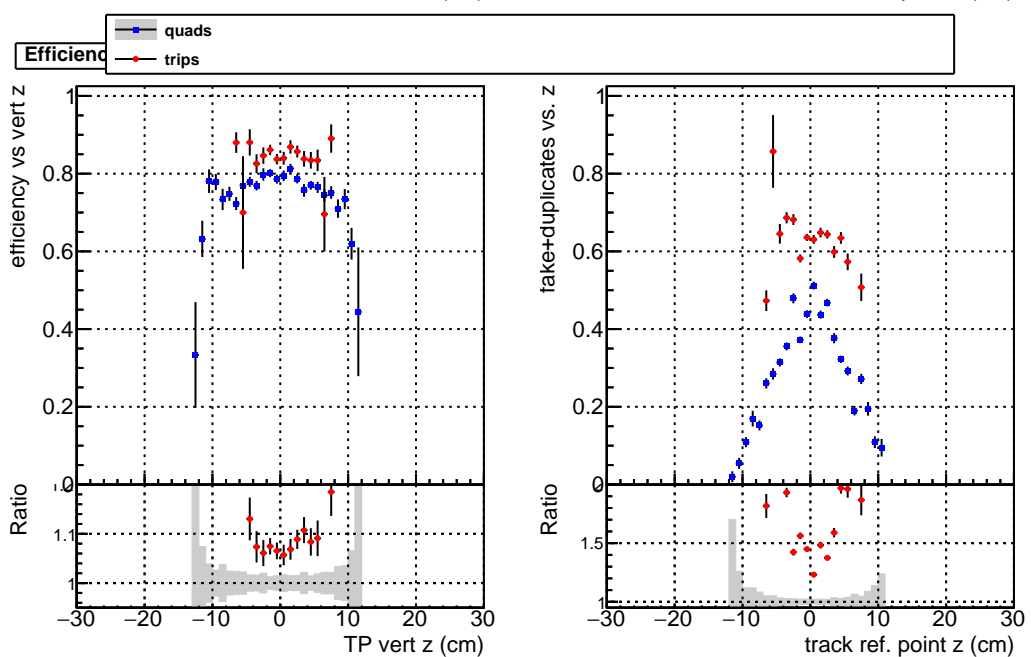 quads
trips
Efficienc
efficiency vs vert z
1
0.8
0.6
0.4
0.2
0
Ratio
1.1
1
−30 −20 −10 0 10 20 30
TP vert z (cm)
fake+duplicates vs. z
1
0.8
0.6
0.4
0.2
Ratio
1.5
1
−30 −20 −10 0 10 20 30
track ref. point z (cm)